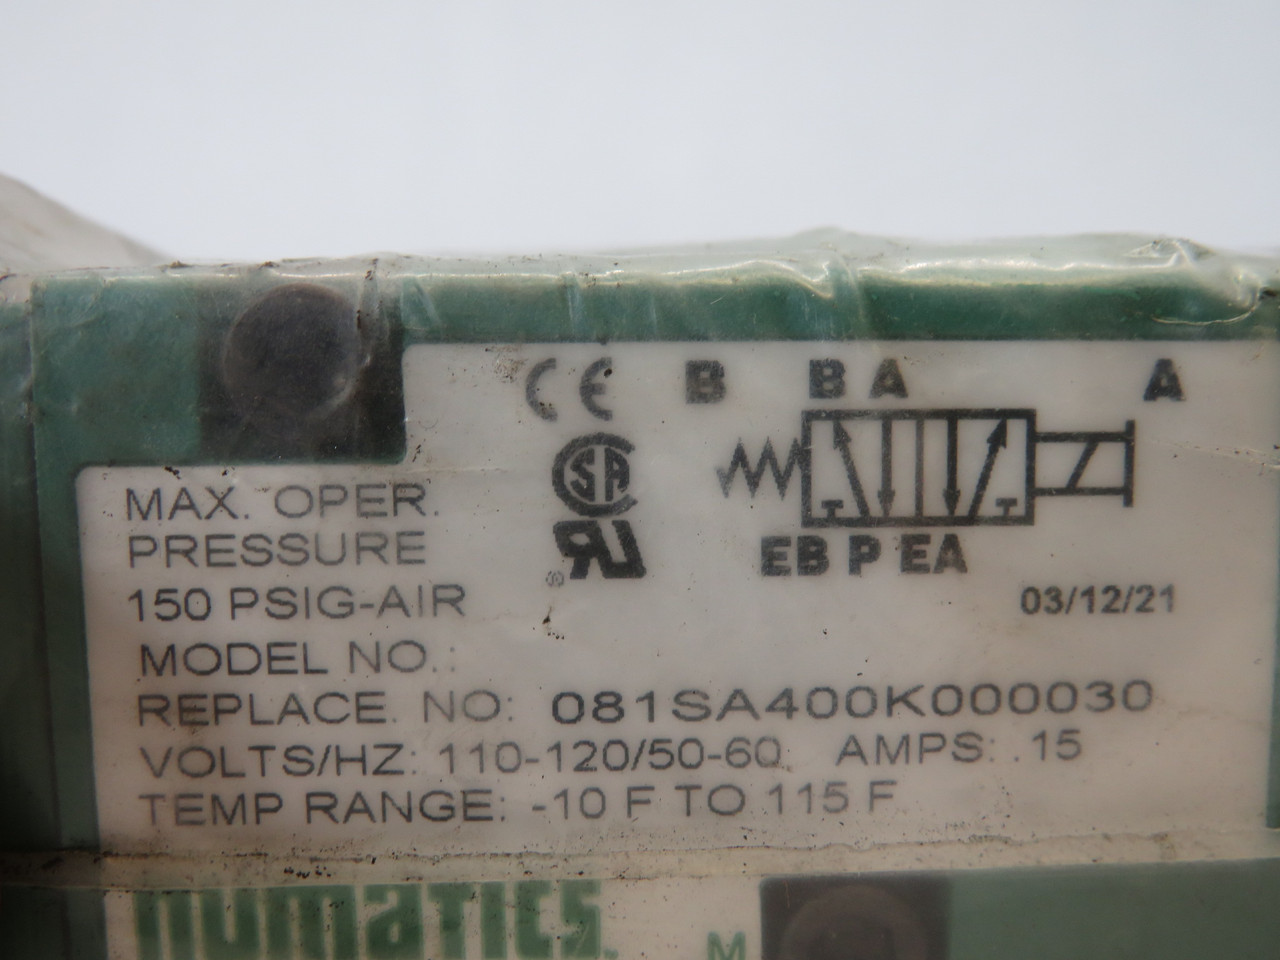 CE B BA A
SA
®
EB P EA
03/12/21
MAX. OPER.
PRESSURE
150 PSIG-AIR
MODEL NO.:
REPLACE. NO: 081SA400K000030
VOLTS/HZ: 110-120/50-60 AMPS: .15
TEMP RANGE: -10 F TO 115 F
numatics
M